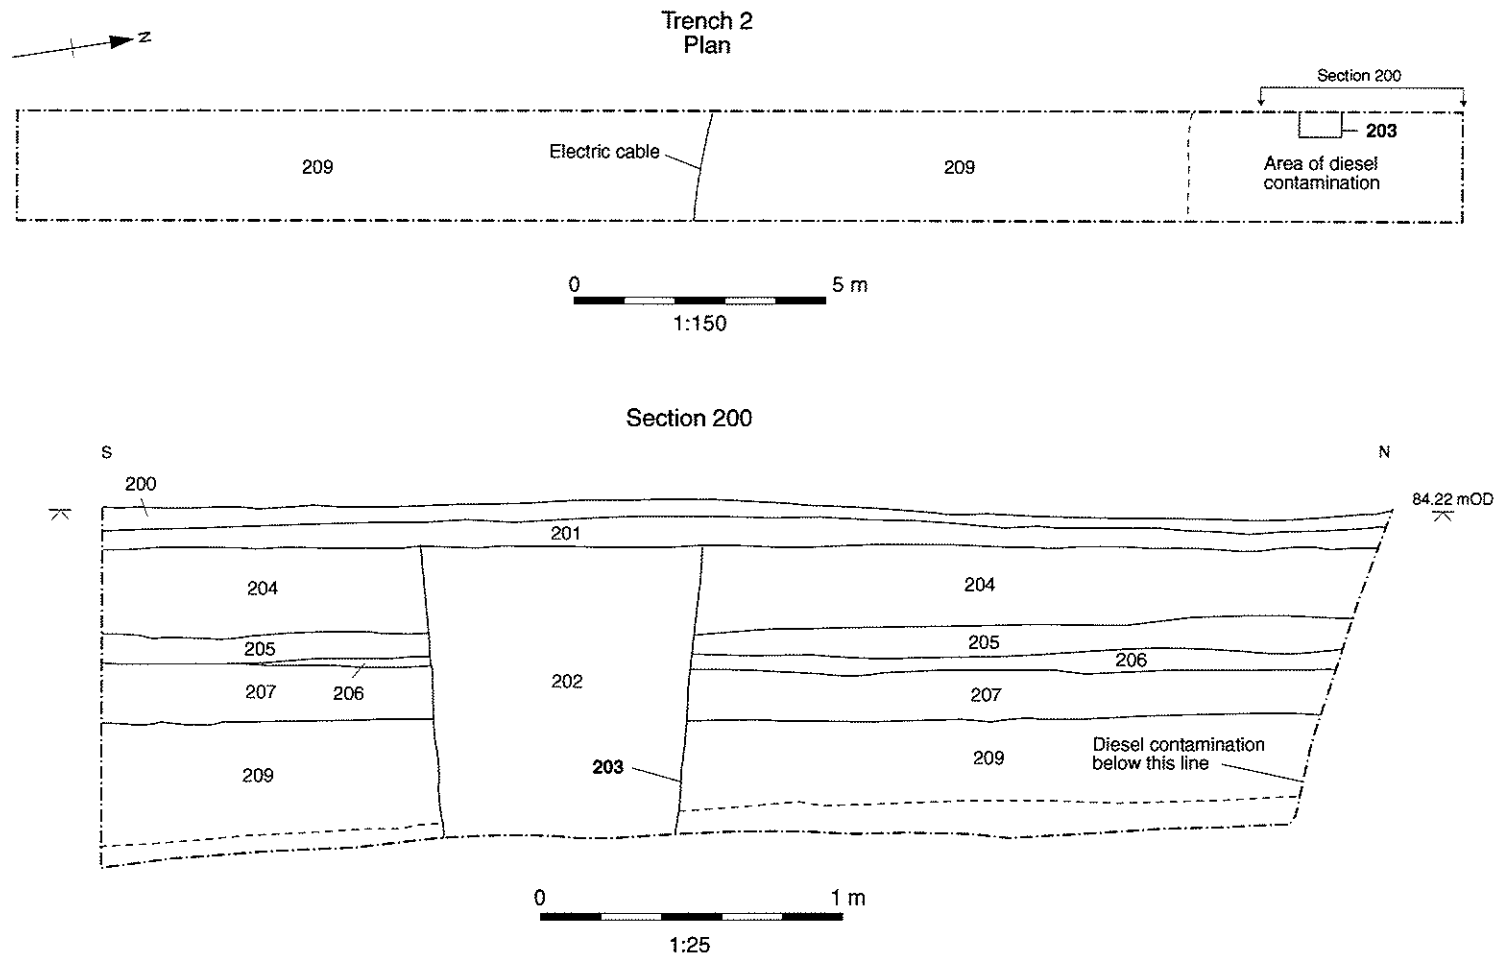 Trench 2
Plan
N
Section 200
203
Electric cable
209
209
Area of diesel
contamination
0 5 m
1:150
Section 200
S N
200
84.22 mOD
201
204 204
205 205
206
202
207 206 207
203
209 209
Diesel contamination
below this line
0 1 m
1:25